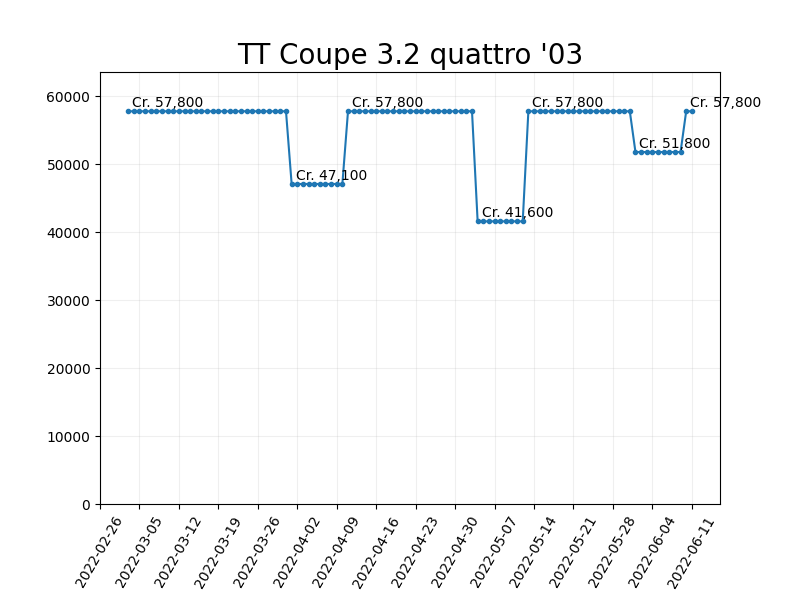 TT Coupe 3.2 quattro '03
60000
50000
40000
30000
20000
10000
0
Cr. 57,800
Cr. 47,100
Cr. 57,800
Cr. 41,600
Cr. 57,800
Cr. 51,800
Cr. 57,800
2022-02-26
2022-03-05
2022-03-12
2022-03-19
2022-03-26
2022-04-02
2022-04-09
2022-04-16
2022-04-23
2022-04-30
2022-05-07
2022-05-14
2022-05-21
2022-05-28
2022-06-04
2022-06-11